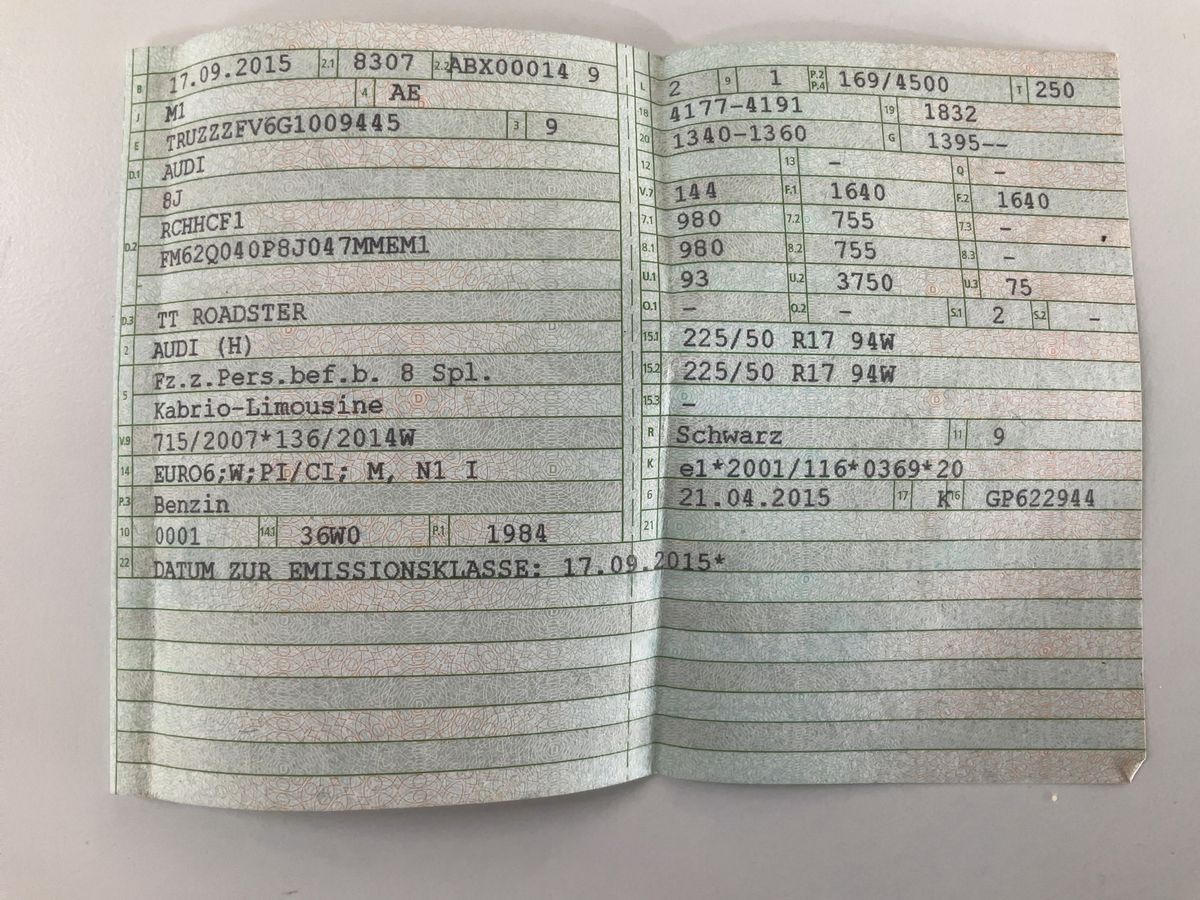 B 17.09.2015 2.1 8307 2.2 ABX00014 9
J M1 4 AE
E TRUZZZFV6G1009445 3 9
D.1 AUDI
8J
D.2 RCHHCF1
FM62Q040P8J047MMEM1
-
D.3 TT ROADSTER
2 AUDI (H)
Fz.z.Pers.bef.b. 8 Spl.
5 Kabrio-Limousine
V.9 715/2007*136/2014W
14 EURO6;W;PI/CI; M, N1 I
P.3 Benzin
10 0001 14.1 36W0 P.1 1984
22 DATUM ZUR EMISSIONSKLASSE: 17.09.2015*
L 2 9 1 P.2 P.4 169/4500 T 250
18 4177-4191 19 1832
20 1340-1360 G 1395--
12 13 - Q -
V.7 144 F.1 1640 F.2 1640
7.1 980 7.2 755 7.3 -
8.1 980 8.2 755 8.3 -
U.1 93 U.2 3750 U.3 75
O.1 - O.2 - S.1 2 S.2 -
15.1 225/50 R17 94W
15.2 225/50 R17 94W
15.3 -
R Schwarz 11 9
K e1*2001/116*0369*20
6 21.04.2015 17 K 16 GP622944
21